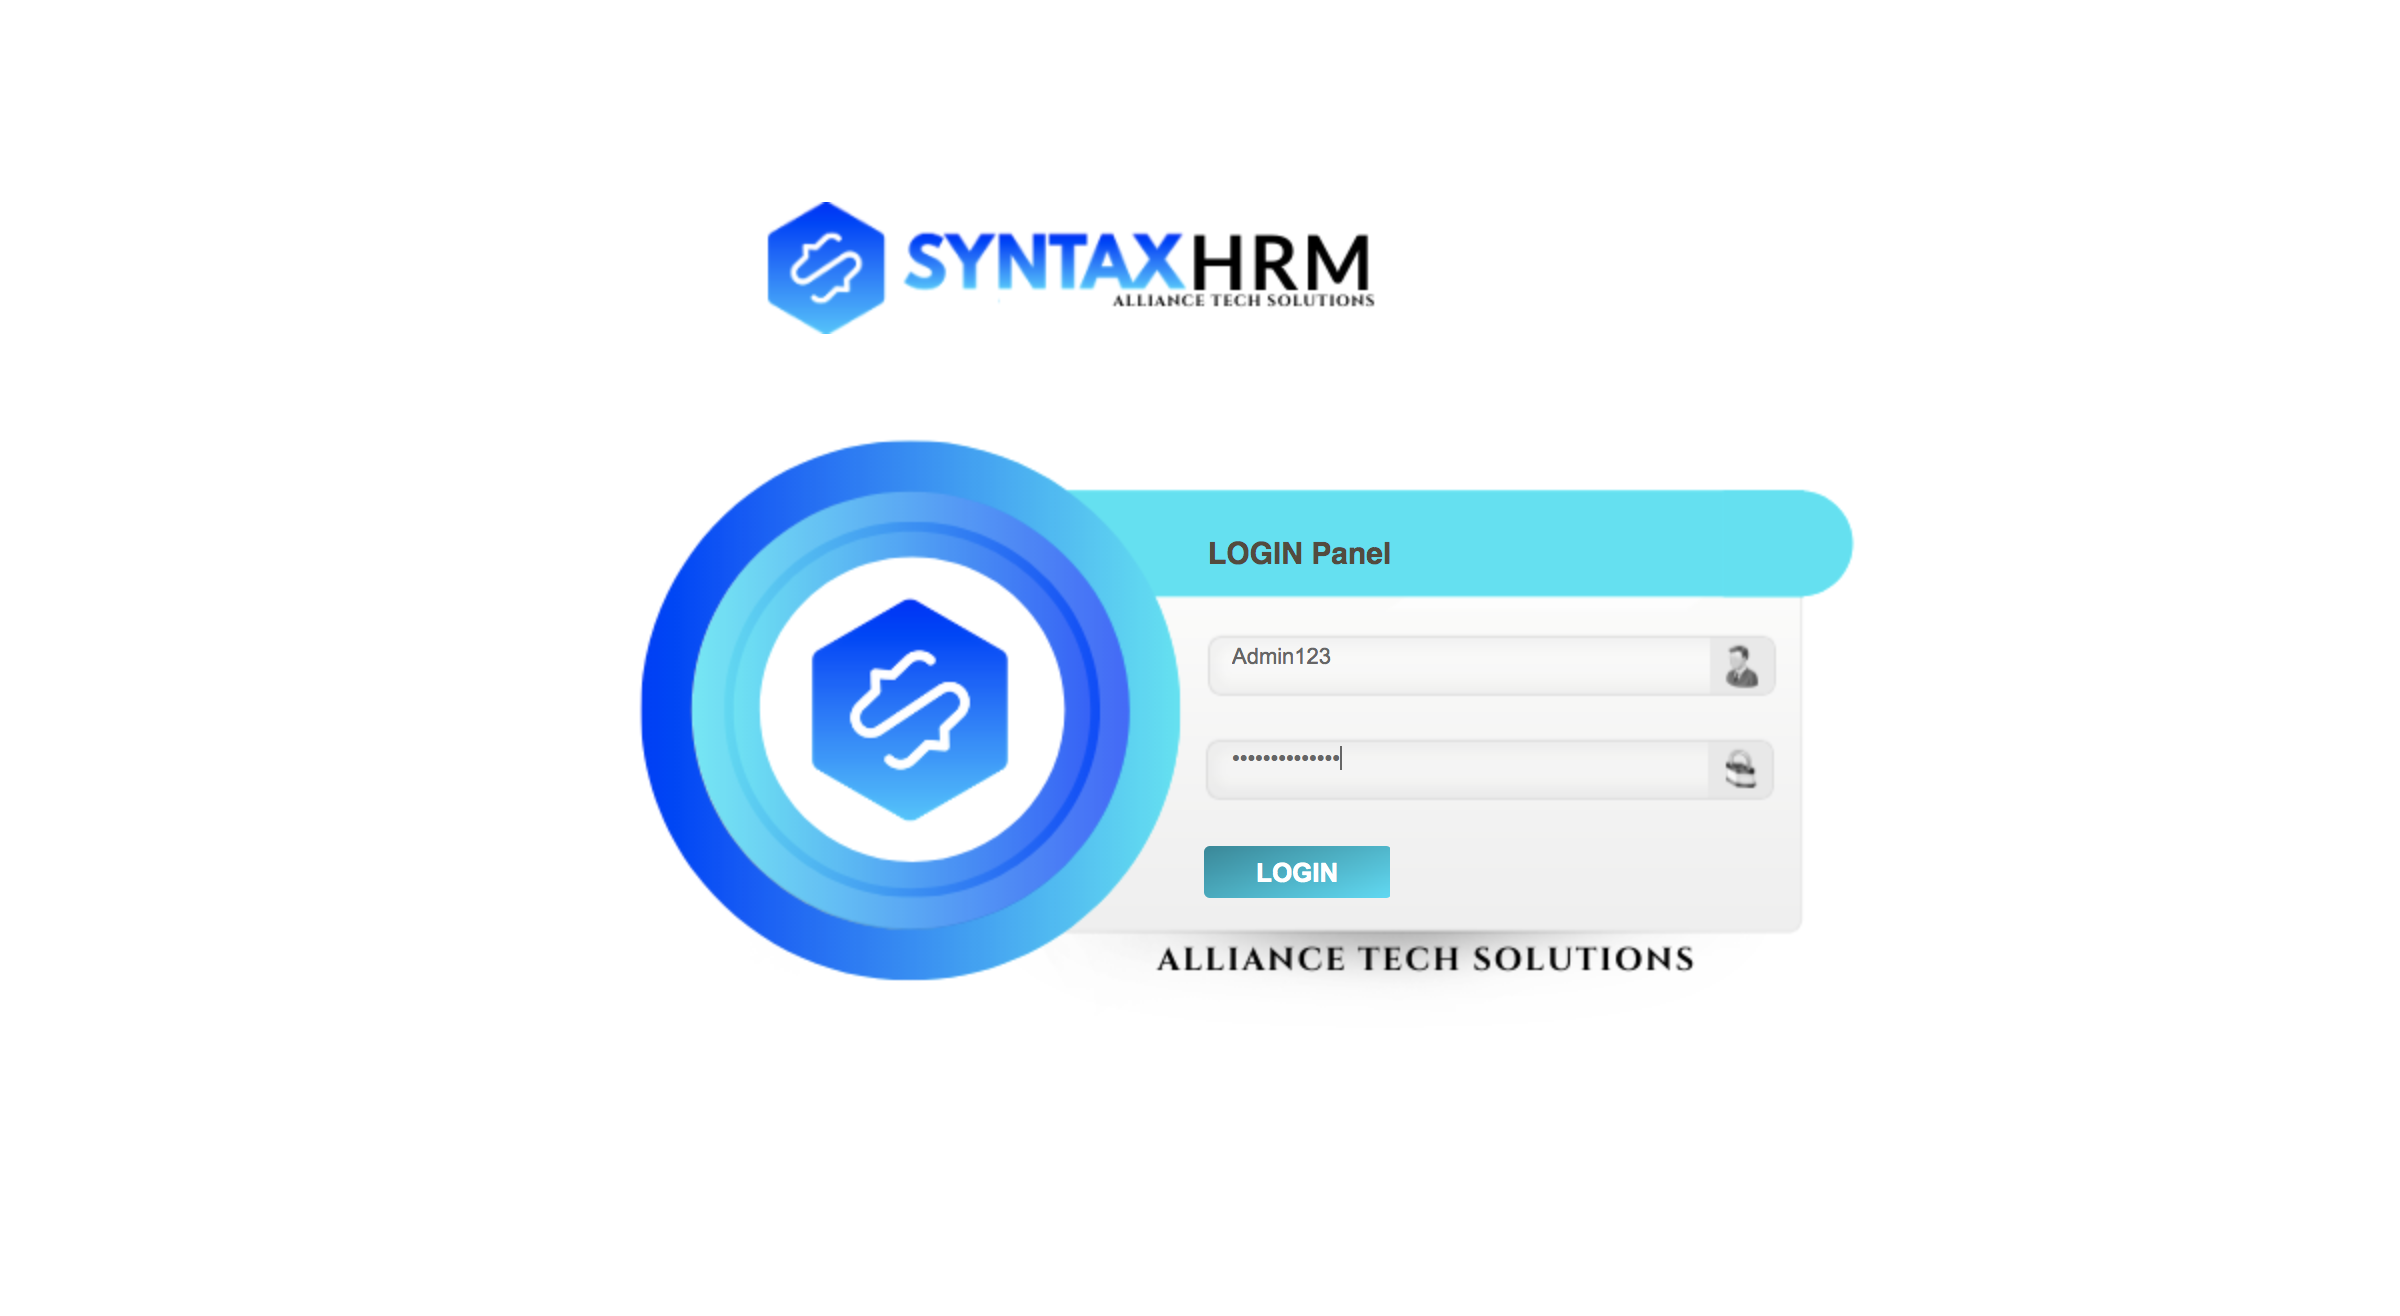 SYNTAXHRM
ALLIANCE TECH SOLUTIONS
LOGIN Panel
Admin123
••••••••••••••
LOGIN
ALLIANCE TECH SOLUTIONS